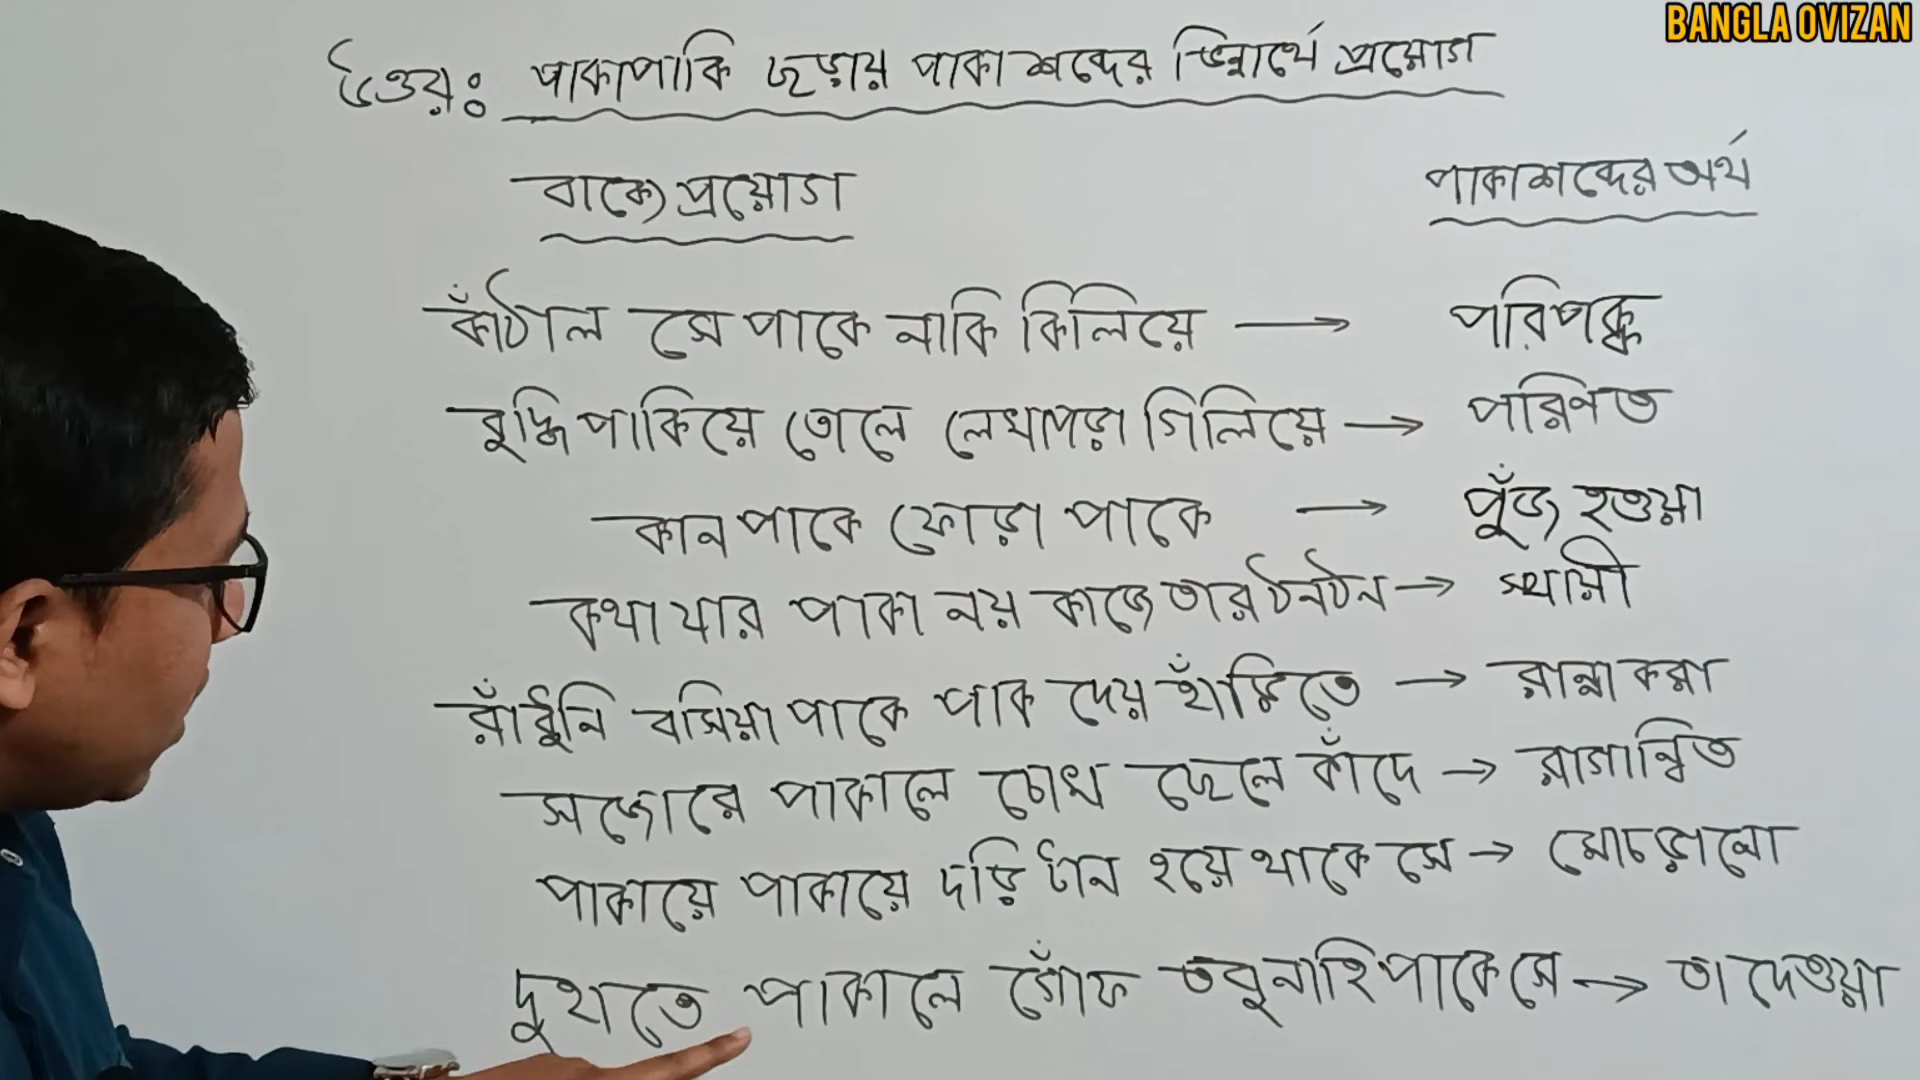 BANGLA OVIZAN
উত্তর: পাকাপাকি ছড়ায় পাকা শব্দের ভিন্নার্থে প্রয়োগ
বাক্যে প্রয়োগ পাকা শব্দের অর্থ
কাঁঠাল সে পাকে নাকি কিলিয়ে → পরিপক্ক
বুদ্ধি পাকিয়ে তোলে লেখাপড়া গিলিয়ে → পরিণত
কান পাকে ফোড়া পাকে → পুঁজ হওয়া
কথা যার পাকা নয় কাজে তার ঠনঠন → স্থায়ী
রাঁধুনি বসিয়া পাকে পাক দেয় হাঁড়িতে → রান্না করা
সজোরে পাকালে চোখ ছেলে কাঁদে → রাগান্বিত
পাকায়ে পাকায়ে দড়ি টান হয়ে থাকে সে → মোচড়ানো
দুহাতে পাকালে গোঁফ তবু নাহি পাকে সে → তা দেওয়া